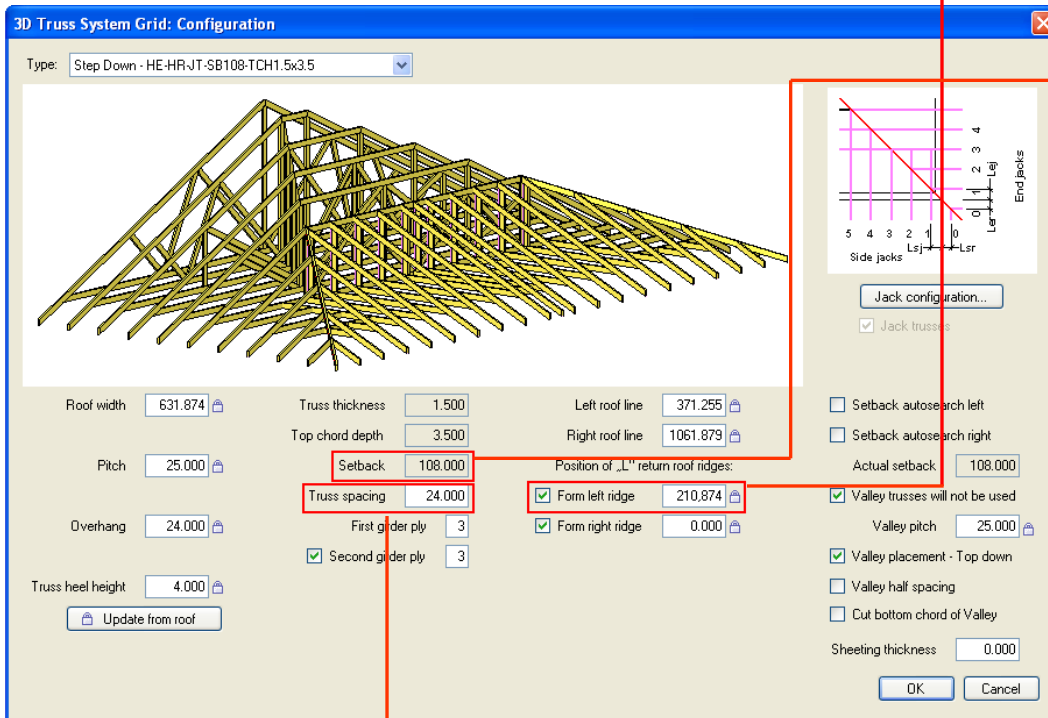 3D Truss System Grid: Configuration
Type: Step Down - HE-HR-JT-SB108-TCH1.5x3.5
4
3
2
1
0
Lej
Ler
End jacks
5 4 3 2 1 0
Lsj Lsr
Side jacks
Jack configuration...
Jack trusses
Roof width 631.874
Pitch 25.000
Overhang 24.000
Truss heel height 4.000
Update from roof
Truss thickness 1.500
Top chord depth 3.500
Setback 108.000
Truss spacing 24.000
First girder ply 3
Second girder ply 3
Left roof line 371.255
Right roof line 1061.879
Position of „L" return roof ridges:
Form left ridge 210,874
Form right ridge 0.000
Setback autosearch left
Setback autosearch right
Actual setback 108.000
Valley trusses will not be used
Valley pitch 25.000
Valley placement - Top down
Valley half spacing
Cut bottom chord of Valley
Sheeting thickness 0.000
OK Cancel